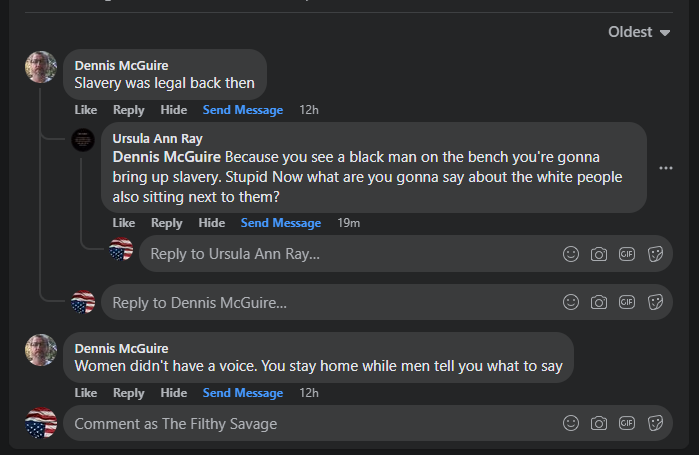 Oldest
Dennis McGuire
Slavery was legal back then
Like Reply Hide Send Message 12h
Ursula Ann Ray
Dennis McGuire Because you see a black man on the bench you're gonna
bring up slavery. Stupid Now what are you gonna say about the white people
also sitting next to them?
Like Reply Hide Send Message 19m
Reply to Ursula Ann Ray...
GIF
Reply to Dennis McGuire...
GIF
Dennis McGuire
Women didn't have a voice. You stay home while men tell you what to say
Like Reply Hide Send Message 12h
Comment as The Filthy Savage
GIF